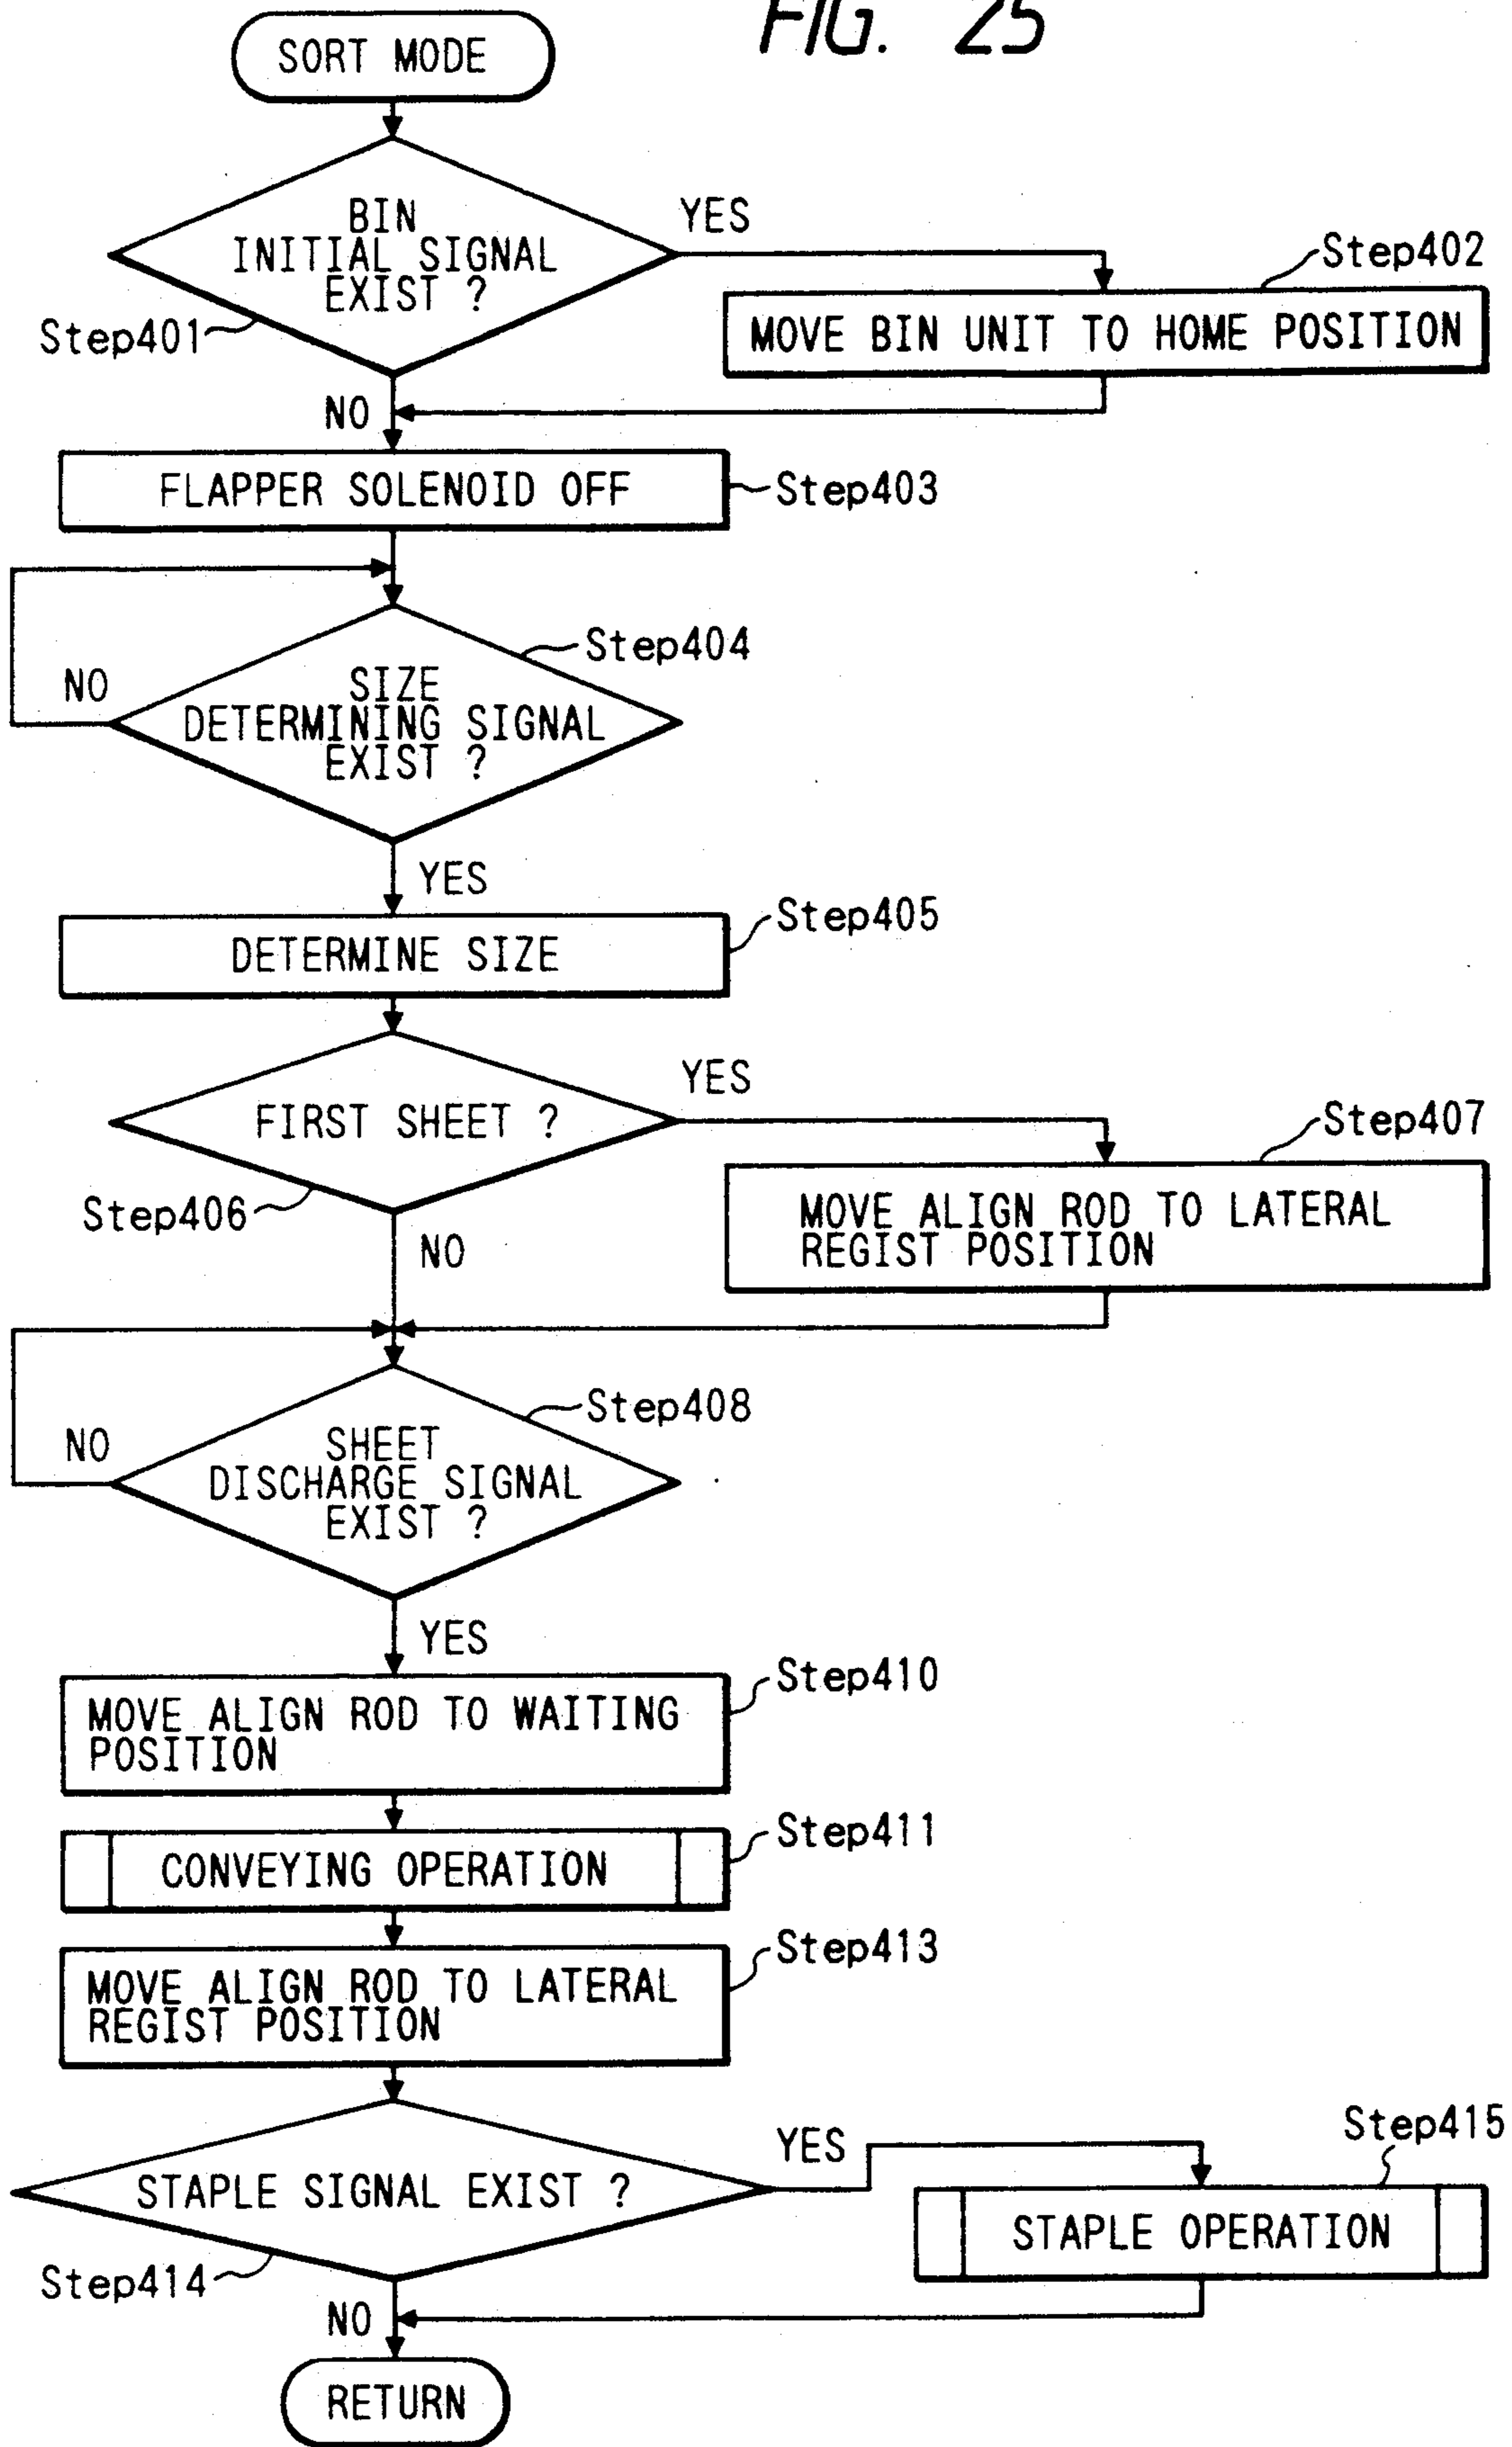 FIG. 25
SORT MODE
BIN
INITIAL SIGNAL
EXIST ?
YES
Step401
Step402
MOVE BIN UNIT TO HOME POSITION
NO
FLAPPER SOLENOID OFF
Step403
Step404
NO
SIZE
DETERMINING SIGNAL
EXIST ?
YES
Step405
DETERMINE SIZE
YES
FIRST SHEET ?
Step406
Step407
MOVE ALIGN ROD TO LATERAL
REGIST POSITION
NO
Step408
NO
SHEET
DISCHARGE SIGNAL
EXIST ?
YES
Step410
MOVE ALIGN ROD TO WAITING
POSITION
Step411
CONVEYING OPERATION
Step413
MOVE ALIGN ROD TO LATERAL
REGIST POSITION
YES
STAPLE SIGNAL EXIST ?
Step414
Step415
STAPLE OPERATION
NO
RETURN